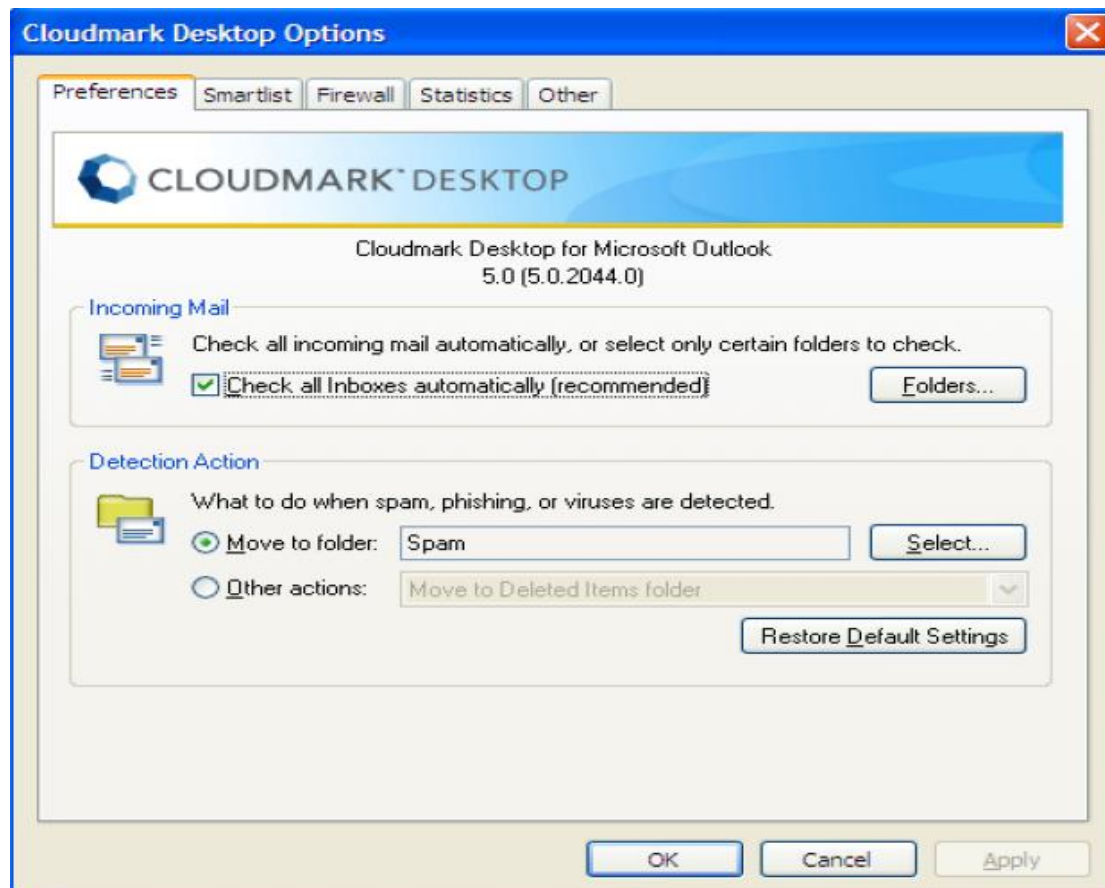 Cloudmark Desktop Options
Preferences Smartlist Firewall Statistics Other
CLOUDMARK™ DESKTOP
Cloudmark Desktop for Microsoft Outlook
5.0 (5.0.2044.0)
Incoming Mail
Check all incoming mail automatically, or select only certain folders to check.
Check all Inboxes automatically (recommended) Folders...
Detection Action
What to do when spam, phishing, or viruses are detected.
Move to folder: Spam Select...
Other actions: Move to Deleted Items folder
Restore Default Settings
OK Cancel Apply